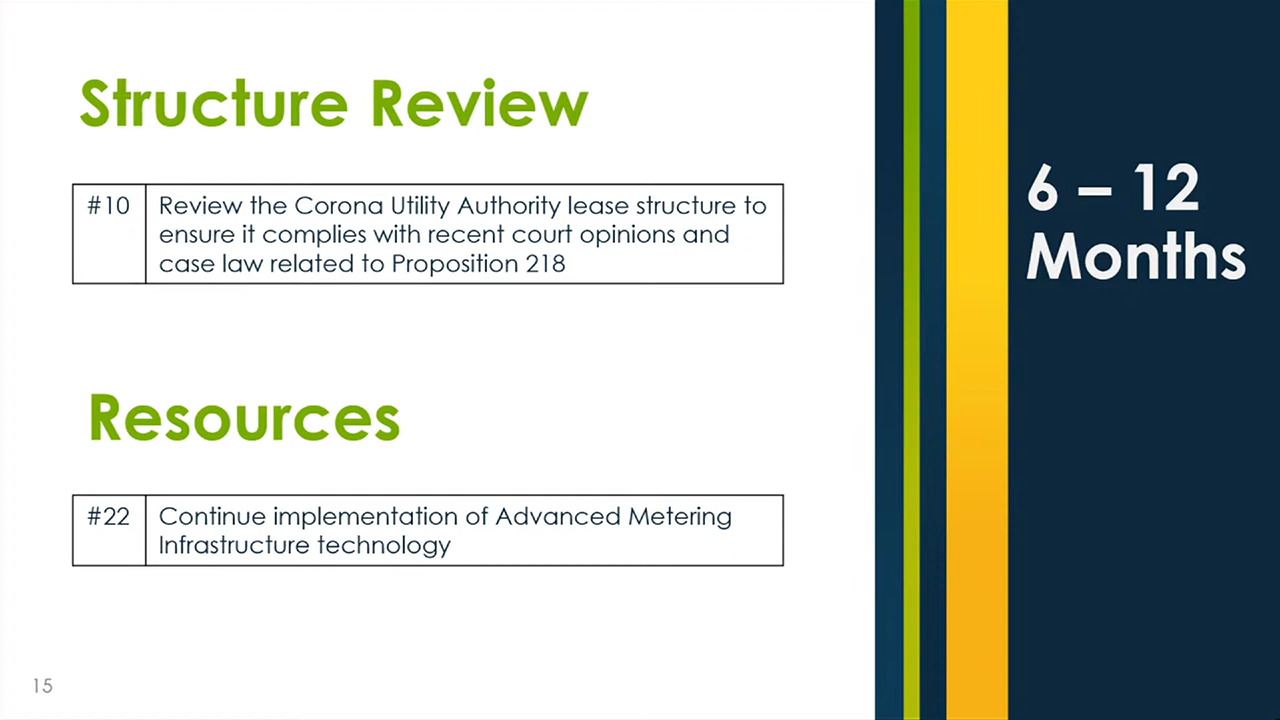 Structure Review
#10 Review the Corona Utility Authority lease structure to
ensure it complies with recent court opinions and
case law related to Proposition 218
Resources
#22 Continue implementation of Advanced Metering
Infrastructure technology
15
6 – 12
Months